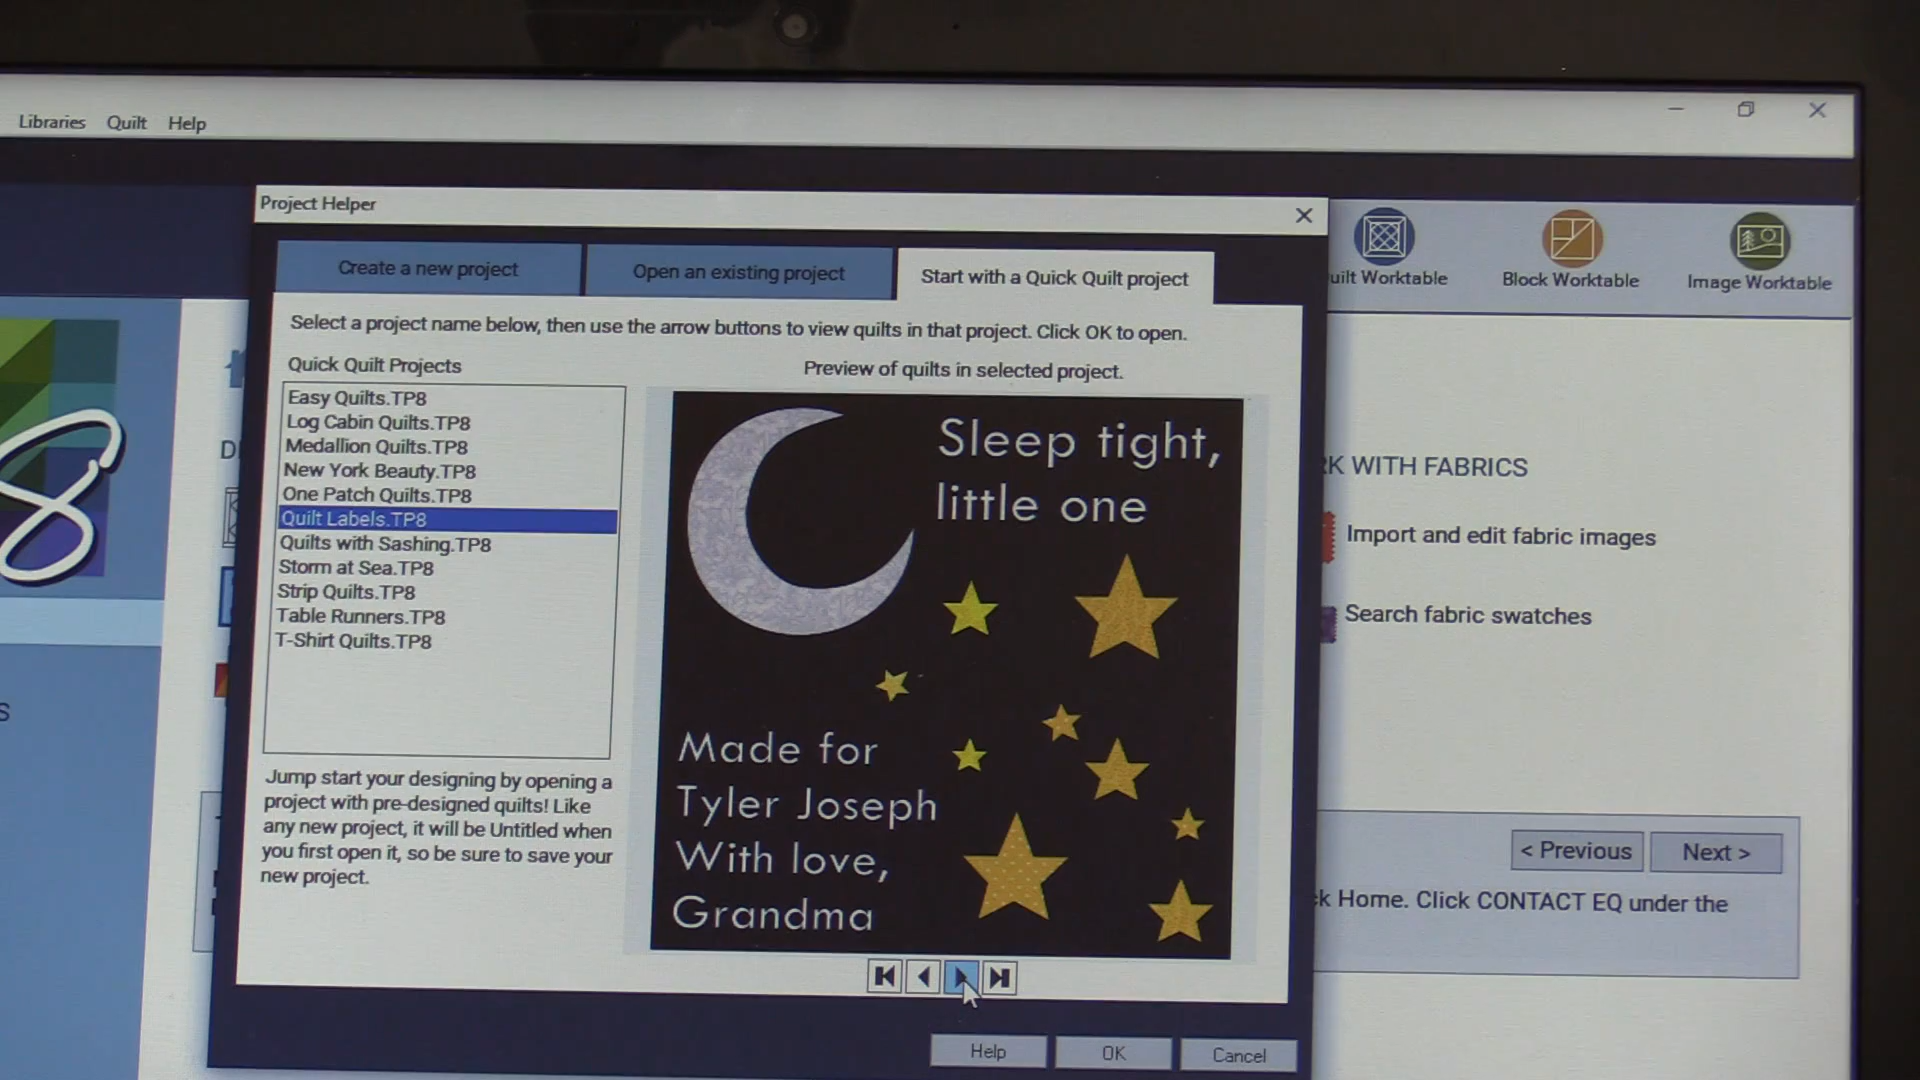 Libraries Quilt Help
Project Helper
Create a new project
Open an existing project
Start with a Quick Quilt project
uilt Worktable
Block Worktable
Image Worktable
Select a project name below, then use the arrow buttons to view quilts in that project. Click OK to open.
Quick Quilt Projects
Preview of quilts in selected project.
Easy Quilts.TP8
Log Cabin Quilts.TP8
Medallion Quilts.TP8
New York Beauty.TP8
One Patch Quilts.TP8
Quilt Labels.TP8
Quilts with Sashing.TP8
Storm at Sea.TP8
Strip Quilts.TP8
Table Runners.TP8
T-Shirt Quilts.TP8
Jump start your designing by opening a
project with pre-designed quilts! Like
any new project, it will be Untitled when
you first open it, so be sure to save your
new project.
Sleep tight,
little one
Made for
Tyler Joseph
With love,
Grandma
8
S
RK WITH FABRICS
Import and edit fabric images
Search fabric swatches
< Previous
Next >
ck Home. Click CONTACT EQ under the
Help
OK
Cancel